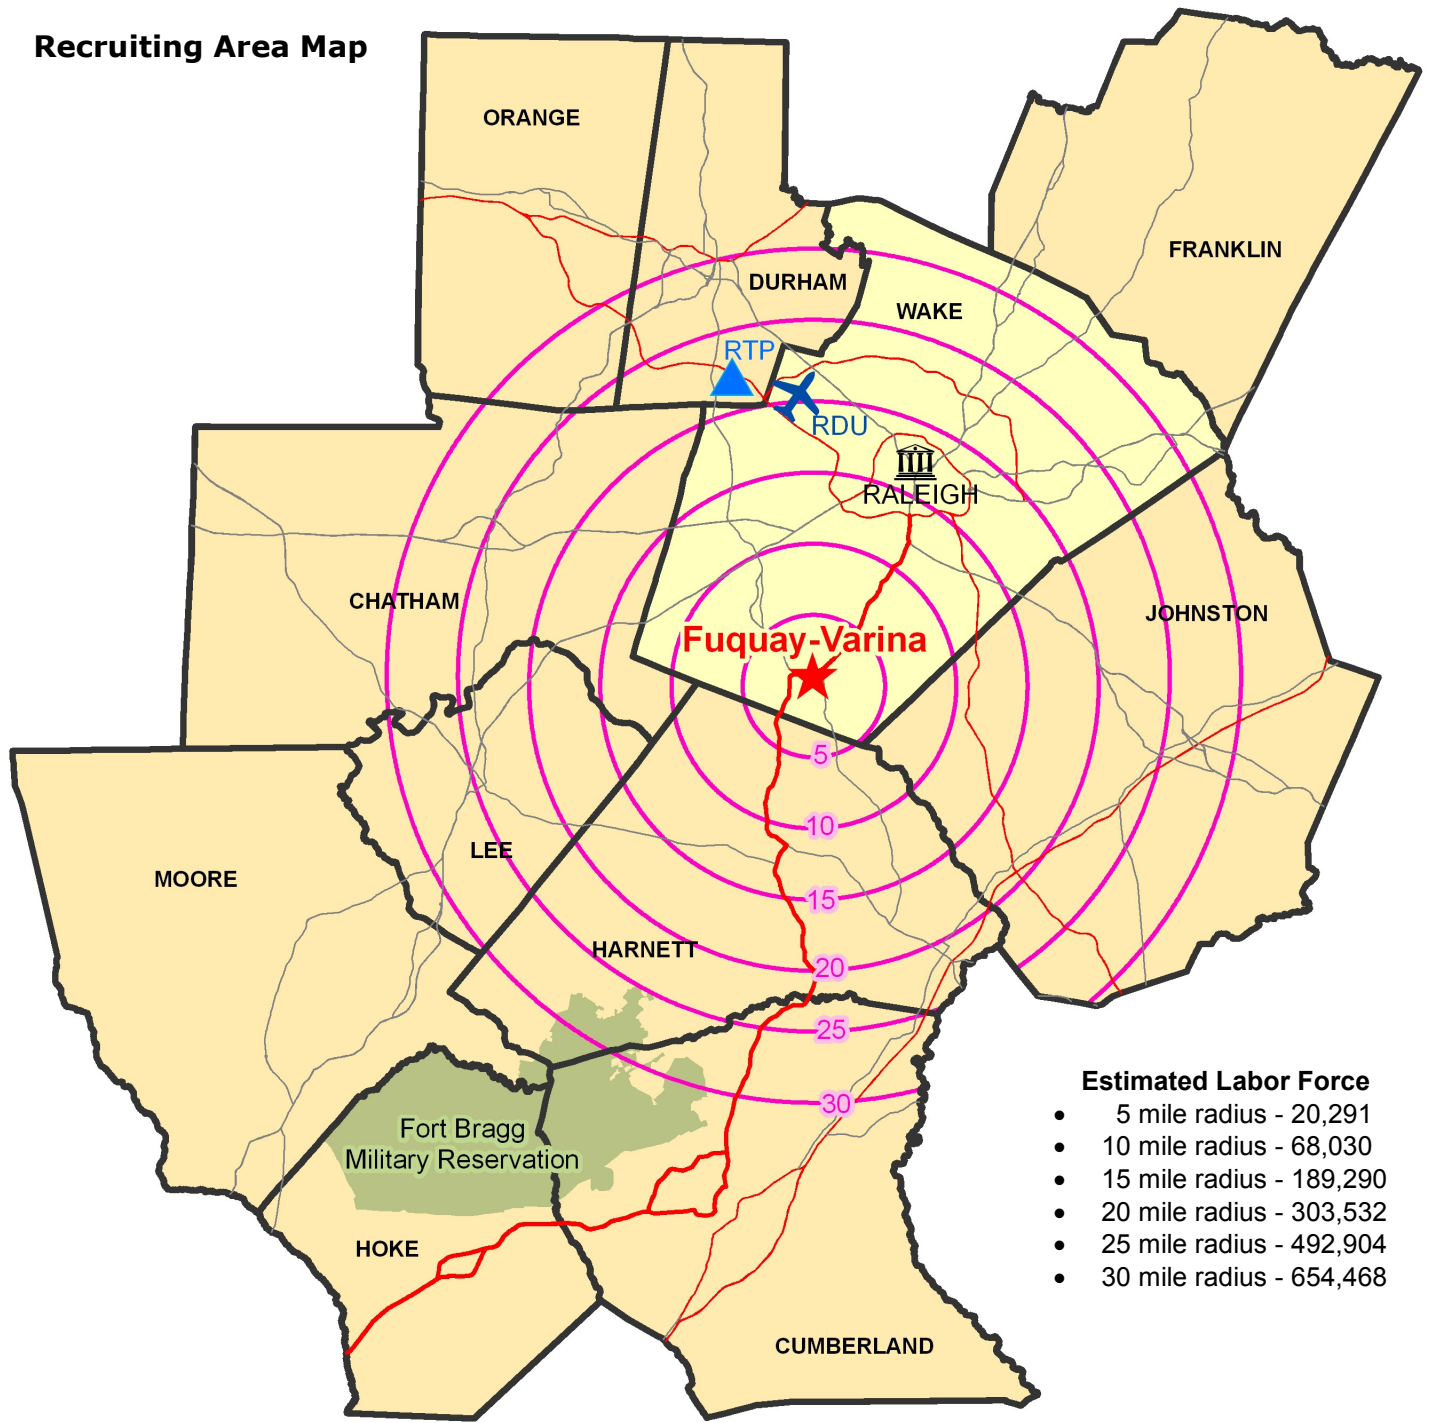 Recruiting Area Map
ORANGE
FRANKLIN
DURHAM
WAKE
RTP
RDU
RALEIGH
CHATHAM
JOHNSTON
Fuquay-Varina
5
10
LEE
MOORE
15
HARNETT
20
25
30
Fort Bragg
Military Reservation
HOKE
CUMBERLAND
Estimated Labor Force
• 5 mile radius - 20,291
• 10 mile radius - 68,030
• 15 mile radius - 189,290
• 20 mile radius - 303,532
• 25 mile radius - 492,904
• 30 mile radius - 654,468